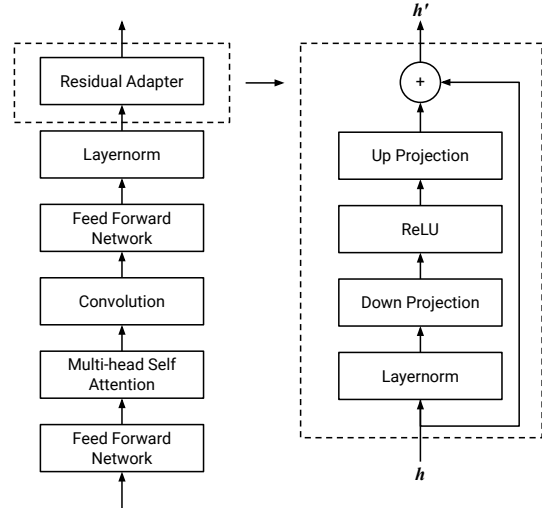 Residual Adapter
Layernorm
Feed Forward
Network
Convolution
Multi-head Self
Attention
Feed Forward
Network
h′
+
Up Projection
ReLU
Down Projection
Layernorm
h